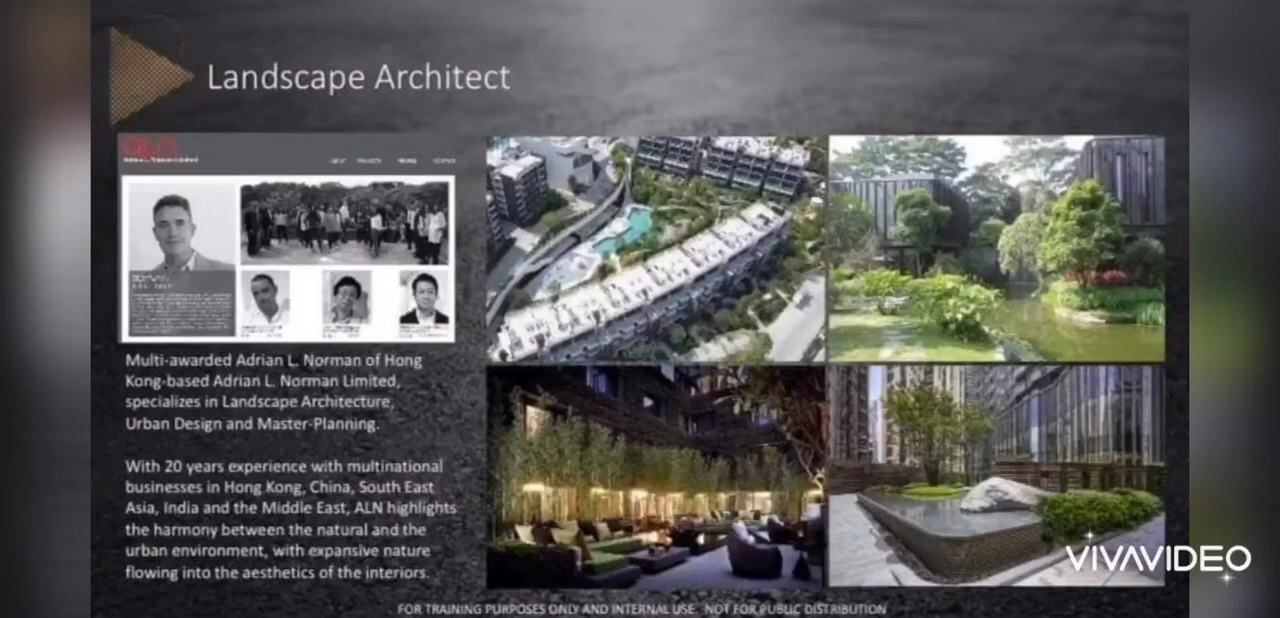 Landscape Architect
Multi-awarded Adrian L. Norman of Hong
Kong-based Adrian L. Norman Limited,
specializes in Landscape Architecture,
Urban Design and Master-Planning.
With 20 years experience with multinational
businesses in Hong Kong, China, South East
Asia, India and the Middle East, ALN highlights
the harmony between the natural and the
urban environment, with expansive nature
flowing into the aesthetics of the interiors.
VIVAVIDEO
FOR TRAINING PURPOSES ONLY AND INTERNAL USE. NOT FOR PUBLIC DISTRIBUTION